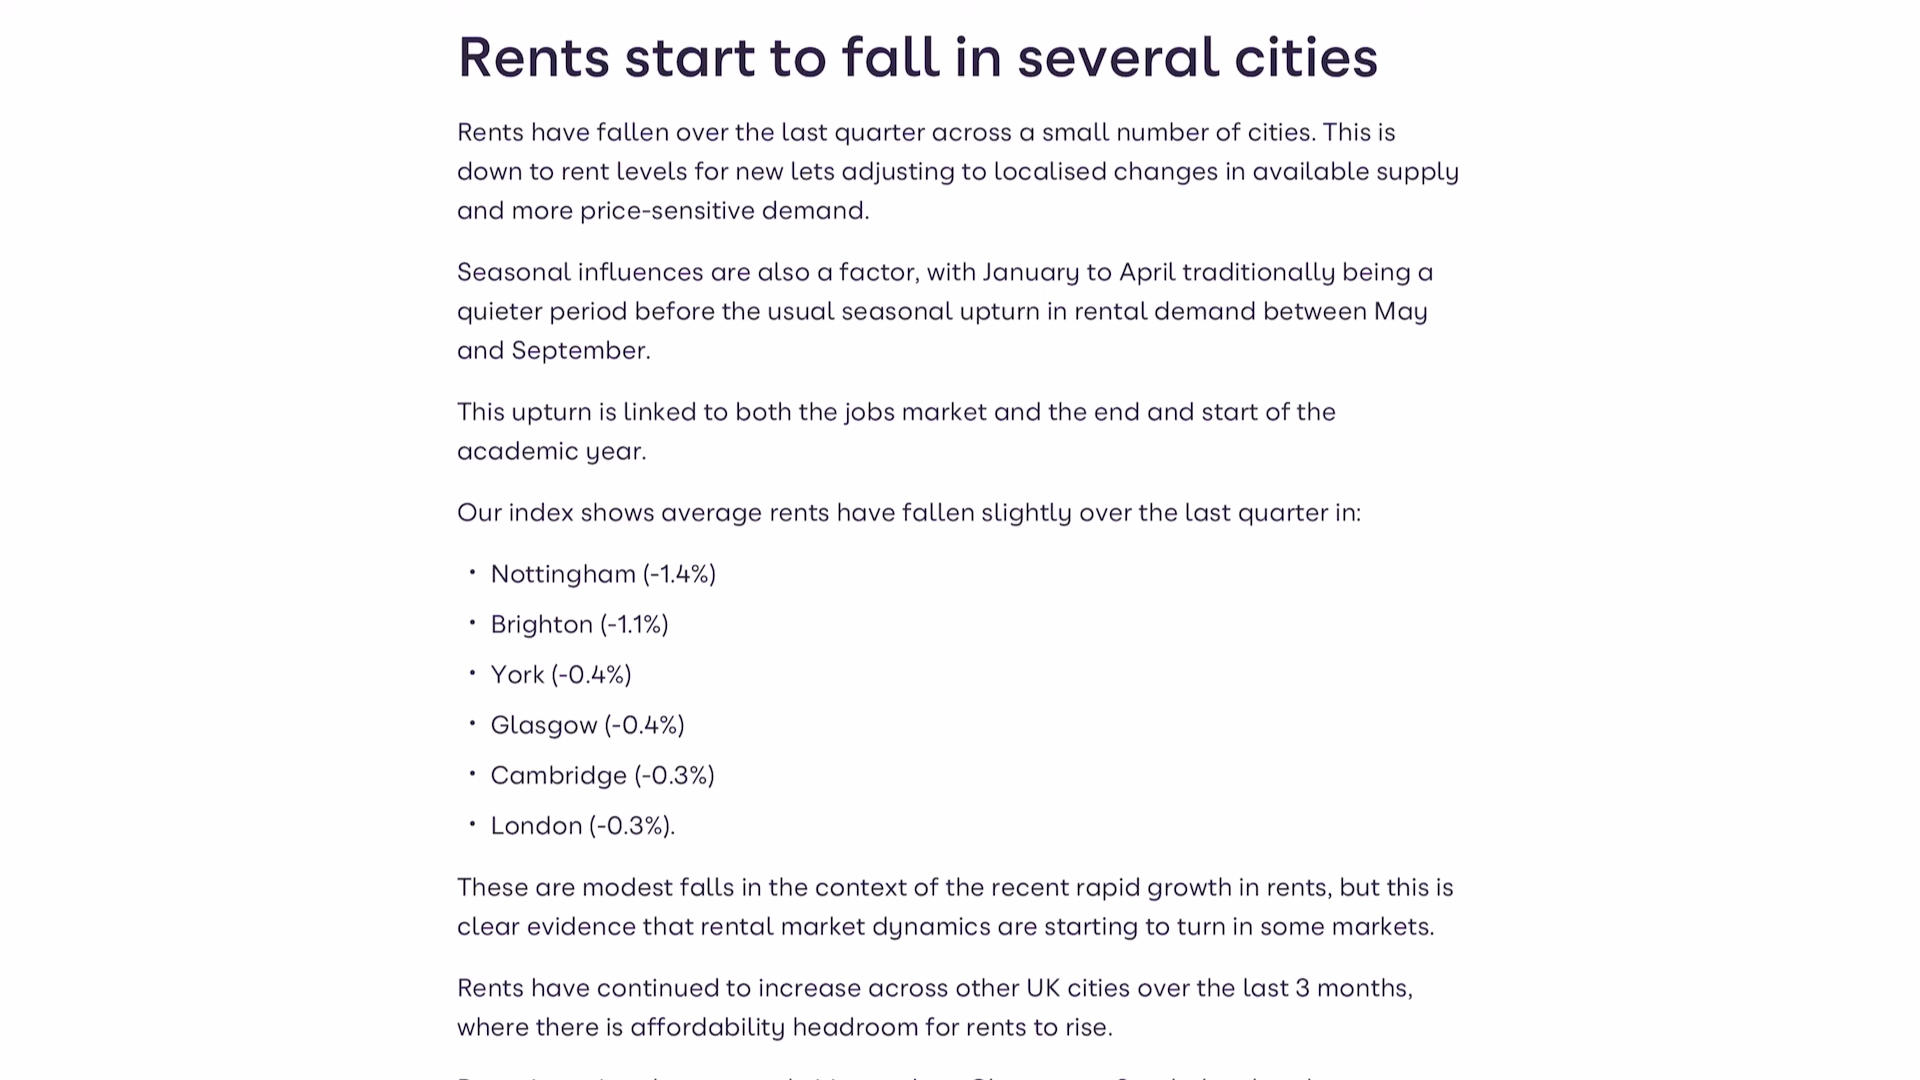 Rents start to fall in several cities
Rents have fallen over the last quarter across a small number of cities. This is
down to rent levels for new lets adjusting to localised changes in available supply
and more price-sensitive demand.
Seasonal influences are also a factor, with January to April traditionally being a
quieter period before the usual seasonal upturn in rental demand between May
and September.
This upturn is linked to both the jobs market and the end and start of the
academic year.
Our index shows average rents have fallen slightly over the last quarter in:
• Nottingham (-1.4%)
• Brighton (-1.1%)
• York (-0.4%)
• Glasgow (-0.4%)
• Cambridge (-0.3%)
• London (-0.3%).
These are modest falls in the context of the recent rapid growth in rents, but this is
clear evidence that rental market dynamics are starting to turn in some markets.
Rents have continued to increase across other UK cities over the last 3 months,
where there is affordability headroom for rents to rise.